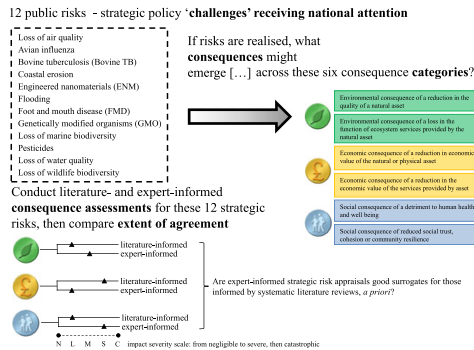 12 public risks - strategic policy ‘challenges’ receiving national attention
Loss of air quality
Avian influenza
Bovine tuberculosis (Bovine TB)
Coastal erosion
Engineered nanomaterials (ENM)
Flooding
Foot and mouth disease (FMD)
Genetically modified organisms (GMO)
Loss of marine biodiversity
Pesticides
Loss of water quality
Loss of wildlife biodiversity
If risks are realised, what
consequences might
emerge […] across these six consequence categories?
Environmental consequence of a reduction in the
quality of a natural asset
Environmental consequence of a loss in the
function of ecosystem services provided by the
natural asset
Economic consequence of a reduction in economic
value of the natural or physical asset
Economic consequence of a reduction in the
economic value of the services provided by asset
Social consequence of a detriment to human health
and well being
Social consequence of reduced social trust,
cohesion or community resilience
Conduct literature- and expert-informed
consequence assessments for these 12 strategic
risks, then compare extent of agreement
literature-informed
expert-informed
£
literature-informed
expert-informed
literature-informed
expert-informed
Are expert-informed strategic risk appraisals good surrogates for those
informed by systematic literature reviews, a priori?
N L M S C impact severity scale: from negligible to severe, then catastrophic